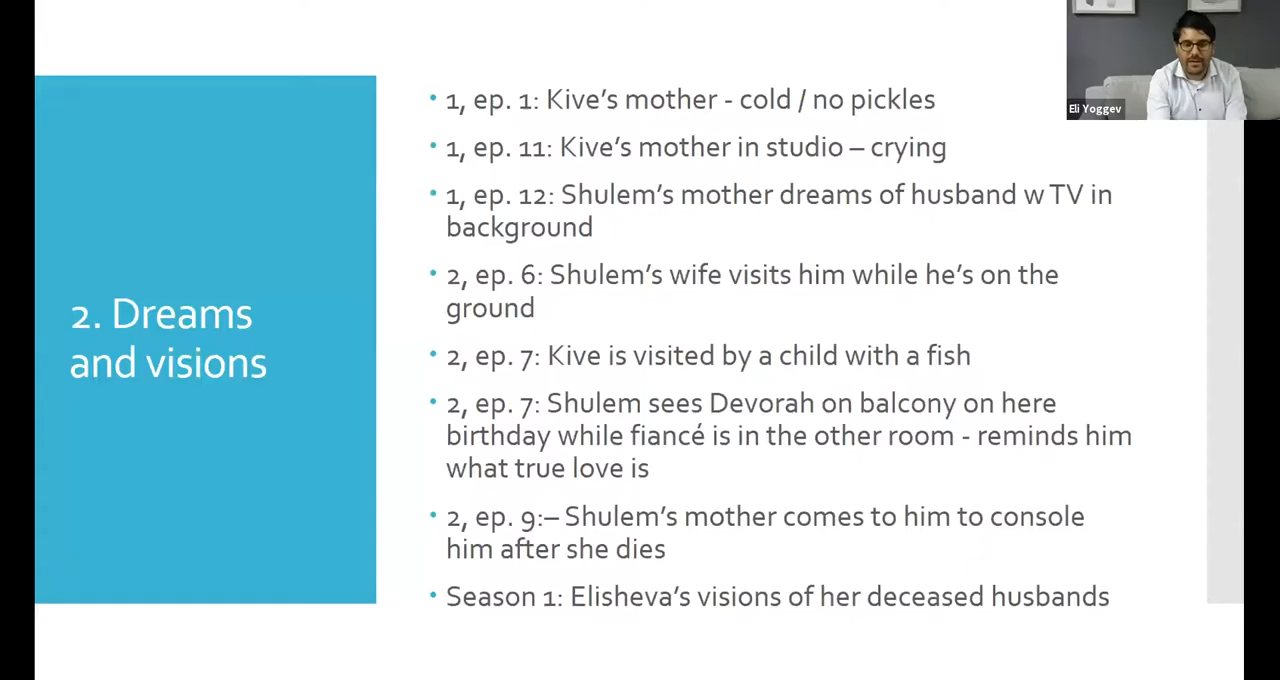 2. Dreams
and visions
• 1, ep. 1: Kive's mother - cold / no pickles
• 1, ep. 11: Kive's mother in studio – crying
• 1, ep. 12: Shulem's mother dreams of husband w TV in
background
• 2, ep. 6: Shulem's wife visits him while he's on the
ground
• 2, ep. 7: Kive is visited by a child with a fish
• 2, ep. 7: Shulem sees Devorah on balcony on here
birthday while fiancé is in the other room - reminds him
what true love is
• 2, ep. 9:– Shulem's mother comes to him to console
him after she dies
• Season 1: Elisheva's visions of her deceased husbands
Eli Yoggev